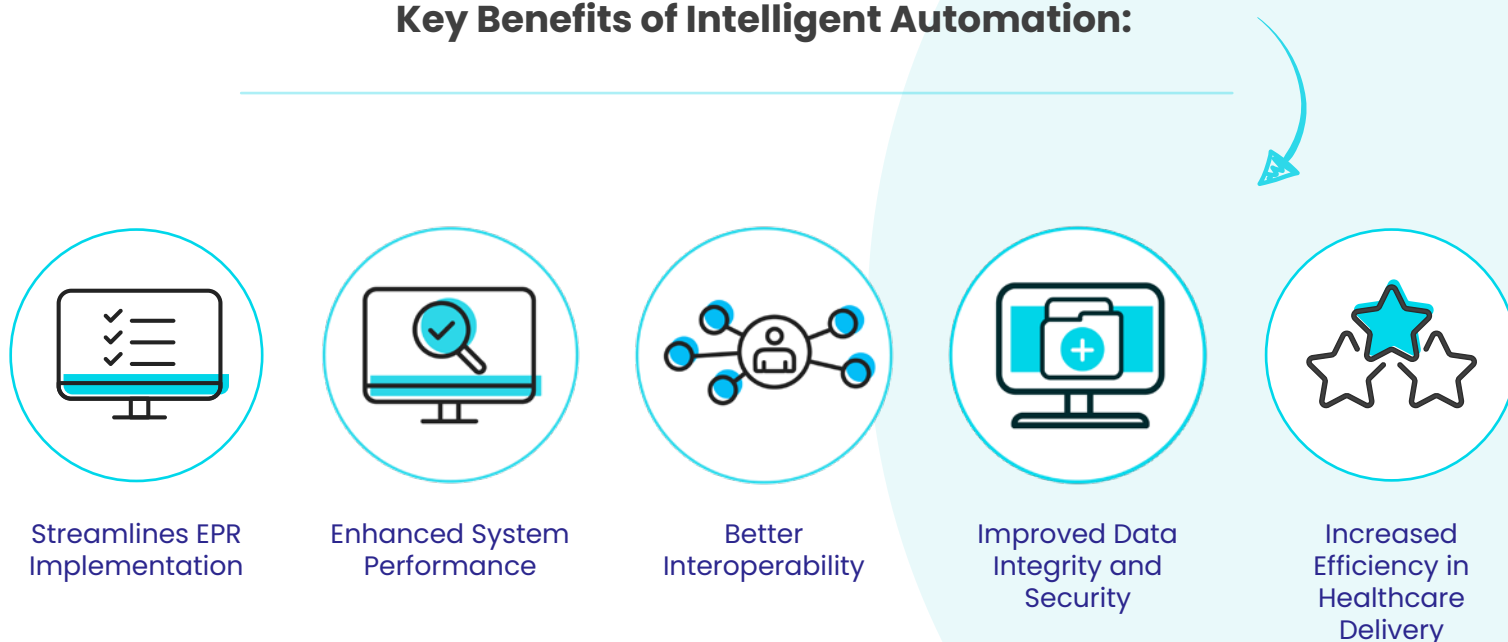 Key Benefits of Intelligent Automation:
Streamlines EPR
Implementation
Enhanced System
Performance
Better
Interoperability
Improved Data
Integrity and
Security
Increased
Efficiency in
Healthcare
Delivery